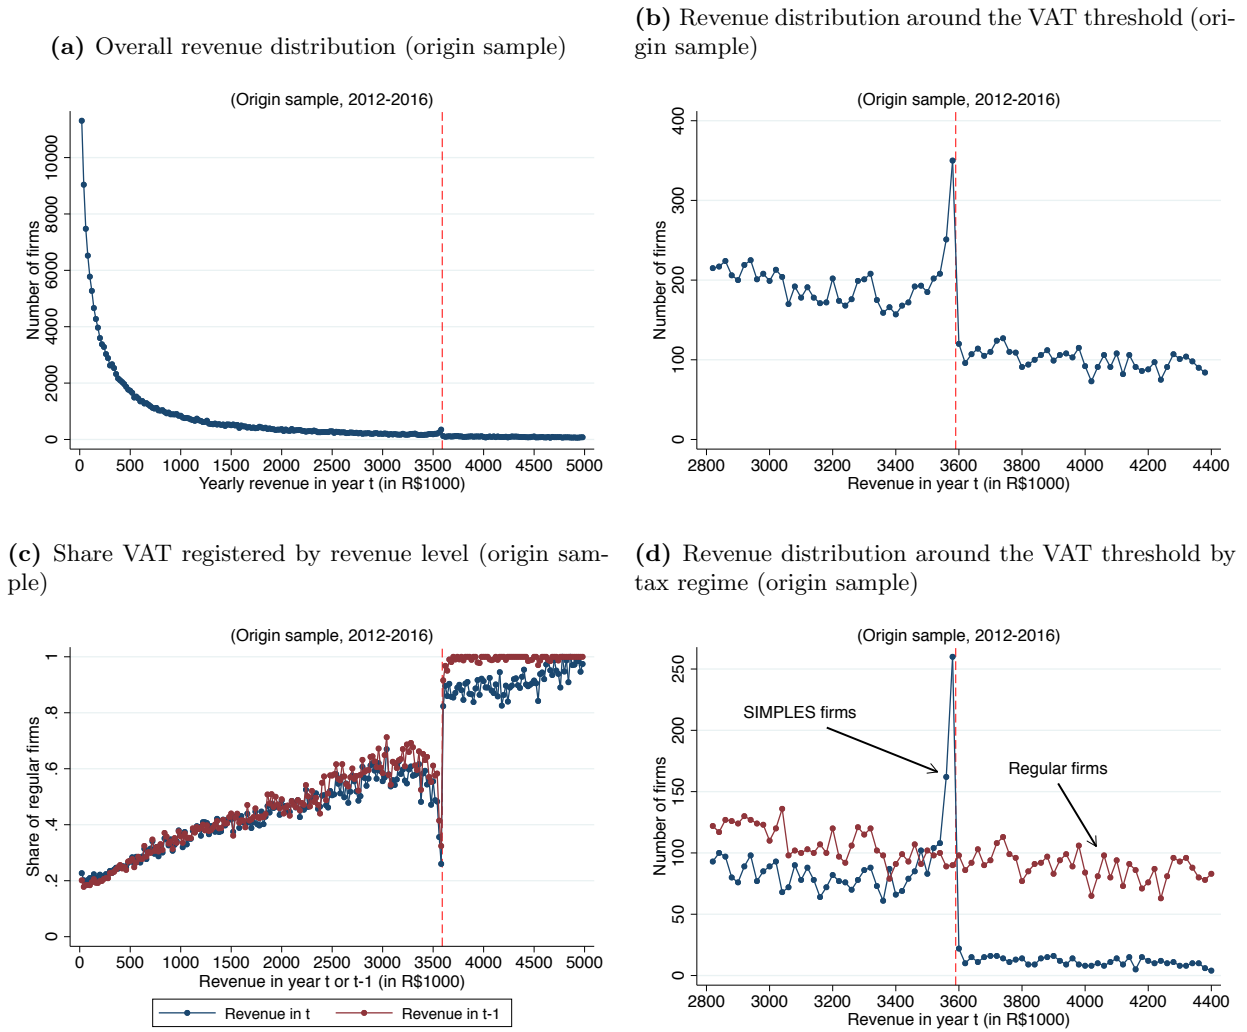 (a) Overall revenue distribution (origin sample)
(Origin sample, 2012-2016)
Number of firms
0
2000
4000
6000
8000
10000
0 500 1000 1500 2000 2500 3000 3500 4000 4500 5000
Yearly revenue in year t (in R$1000)
(b) Revenue distribution around the VAT threshold (ori-
gin sample)
(Origin sample, 2012-2016)
Number of firms
0
100
200
300
400
2800 3000 3200 3400 3600 3800 4000 4200 4400
Revenue in year t (in R$1000)
(c) Share VAT registered by revenue level (origin sam-
ple)
(Origin sample, 2012-2016)
Share of regular firms
0
.2
.4
.6
.8
1
0 500 1000 1500 2000 2500 3000 3500 4000 4500 5000
Revenue in year t or t-1 (in R$1000)
Revenue in t Revenue in t-1
(d) Revenue distribution around the VAT threshold by
tax regime (origin sample)
(Origin sample, 2012-2016)
Number of firms
0
50
100
150
200
250
SIMPLES firms
Regular firms
2800 3000 3200 3400 3600 3800 4000 4200 4400
Revenue in year t (in R$1000)